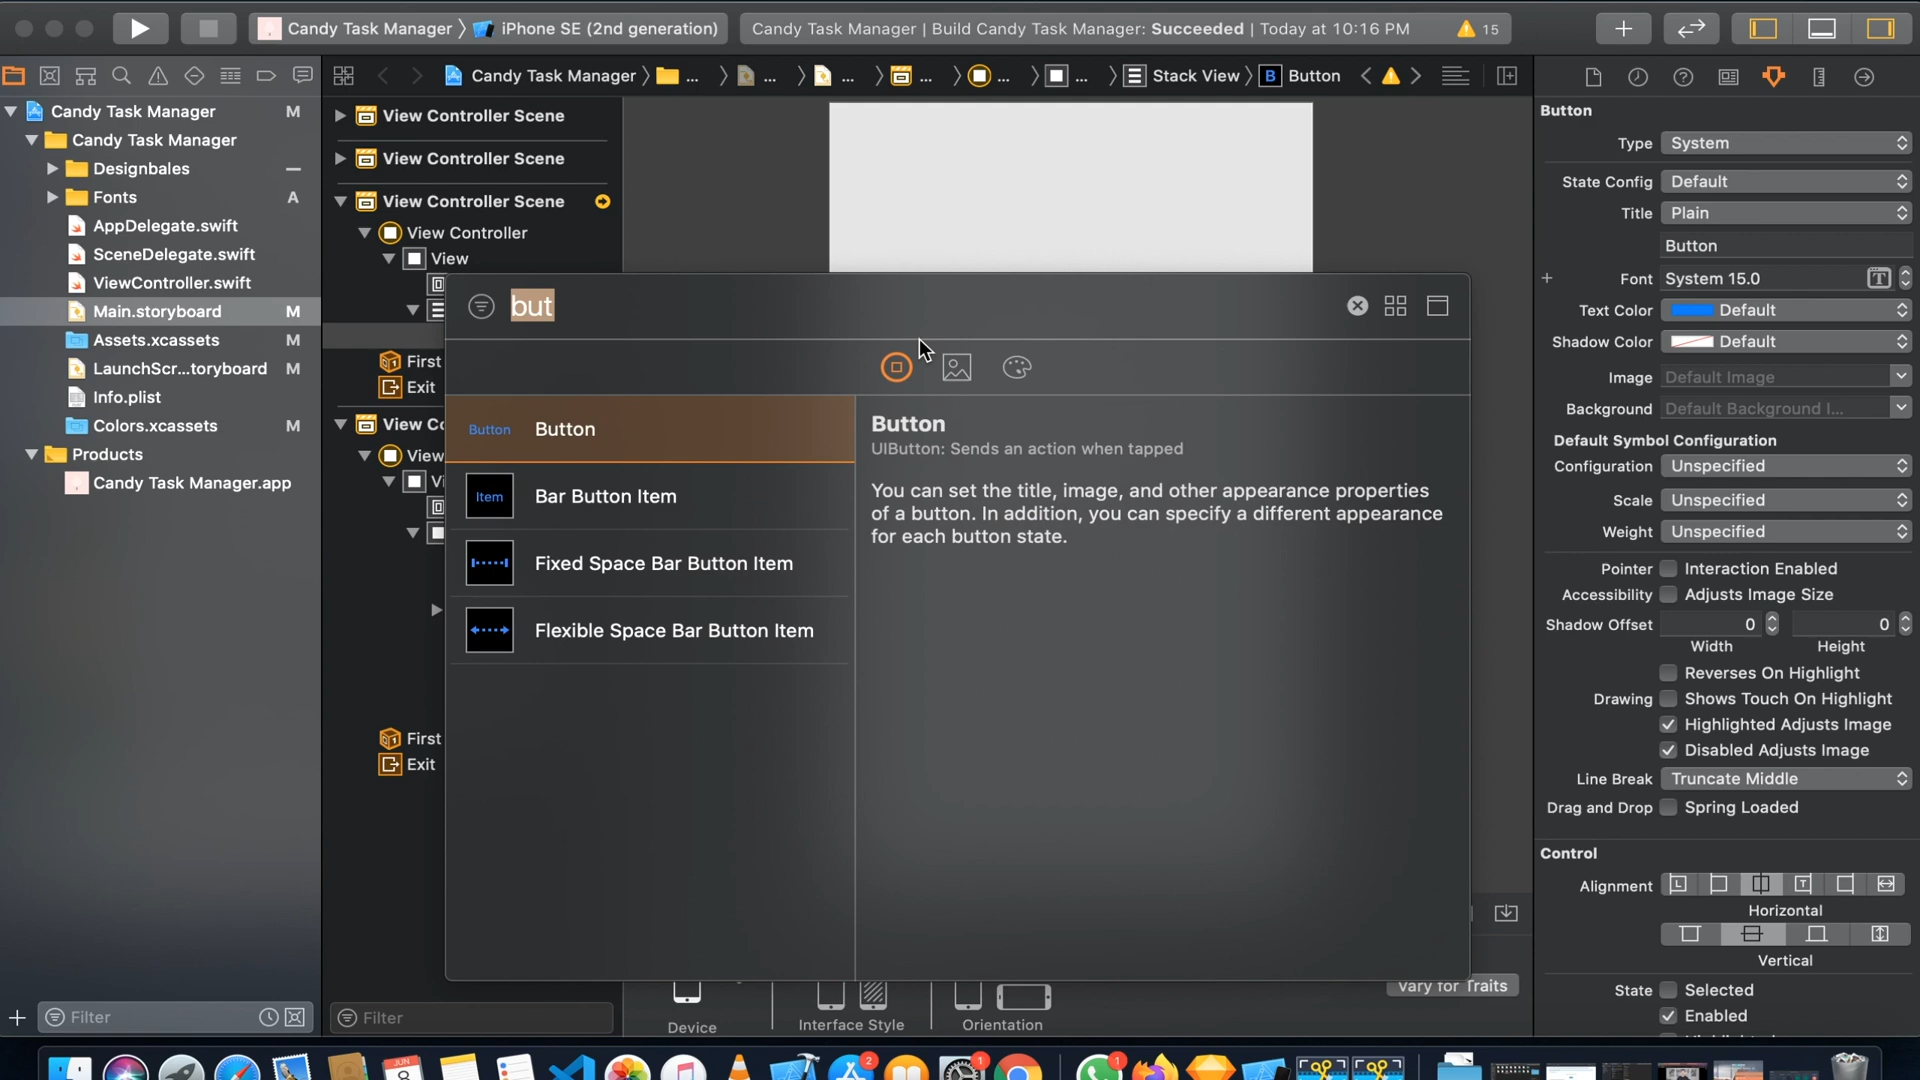 Candy Task Manager 〉 iPhone SE (2nd generation)
Candy Task Manager | Build Candy Task Manager: Succeeded | Today at 10:16 PM
15
Candy Task Manager 〉 ... 〉 ... 〉 ... 〉 ... 〉 ... 〉 ... 〉 Stack View 〉 B Button
Candy Task Manager M
Candy Task Manager
Designbales
Fonts A
AppDelegate.swift
SceneDelegate.swift
ViewController.swift
Main.storyboard M
Assets.xcassets M
LaunchScr...toryboard M
Info.plist
Colors.xcassets M
Products
Candy Task Manager.app
Filter
View Controller Scene
View Controller Scene
View Controller Scene
View Controller
View
First
Exit
View Co
View
Vi
First
Exit
Filter
but
Button Button
Item Bar Button Item
Fixed Space Bar Button Item
Flexible Space Bar Button Item
Button
UIButton: Sends an action when tapped
You can set the title, image, and other appearance properties
of a button. In addition, you can specify a different appearance
for each button state.
Vary for Traits
Device
Interface Style
Orientation
Button
Type System
State Config Default
Title Plain
Button
Font System 15.0
Text Color Default
Shadow Color Default
Image Default Image
Background Default Background I...
Default Symbol Configuration
Configuration Unspecified
Scale Unspecified
Weight Unspecified
Pointer Interaction Enabled
Accessibility Adjusts Image Size
Shadow Offset 0 0
Width Height
Reverses On Highlight
Drawing Shows Touch On Highlight
Highlighted Adjusts Image
Disabled Adjusts Image
Line Break Truncate Middle
Drag and Drop Spring Loaded
Control
Alignment
Horizontal
Vertical
State Selected
Enabled
JUN
8
2
1
1